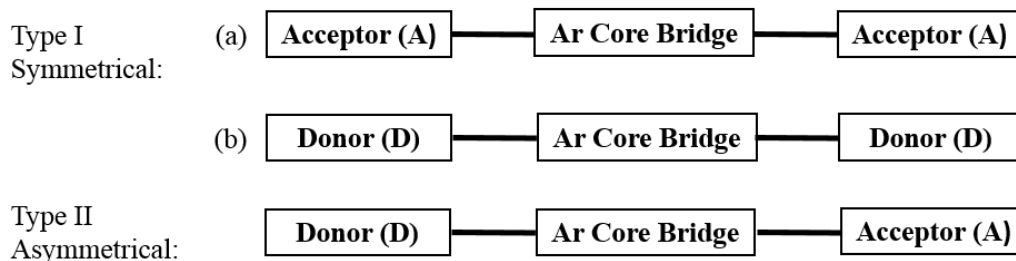 Type I (a) Acceptor (A) Ar Core Bridge Acceptor (A)
Symmetrical:
(b) Donor (D) Ar Core Bridge Donor (D)
Type II
Asymmetrical: Donor (D) Ar Core Bridge Acceptor (A)